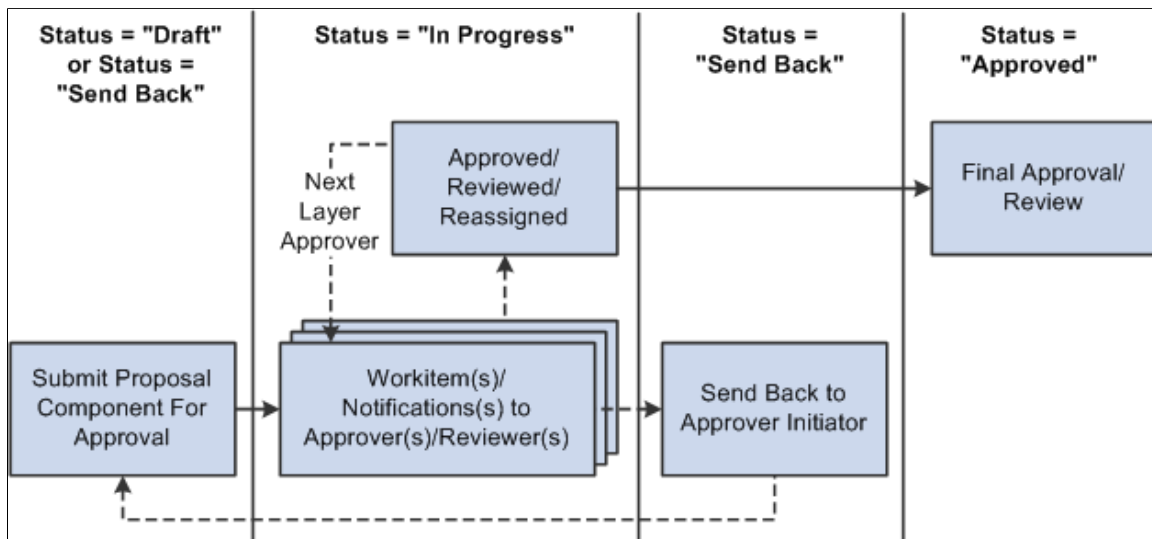 Status = "Draft"
or Status =
"Send Back"
Status = "In Progress"
Status =
"Send Back"
Status =
"Approved"
Approved/
Reviewed/
Reassigned
Next
Layer
Approver
Final Approval/
Review
Submit Proposal
Component For
Approval
Workitem(s)/
Notifications(s) to
Approver(s)/Reviewer(s)
Send Back to
Approver Initiator